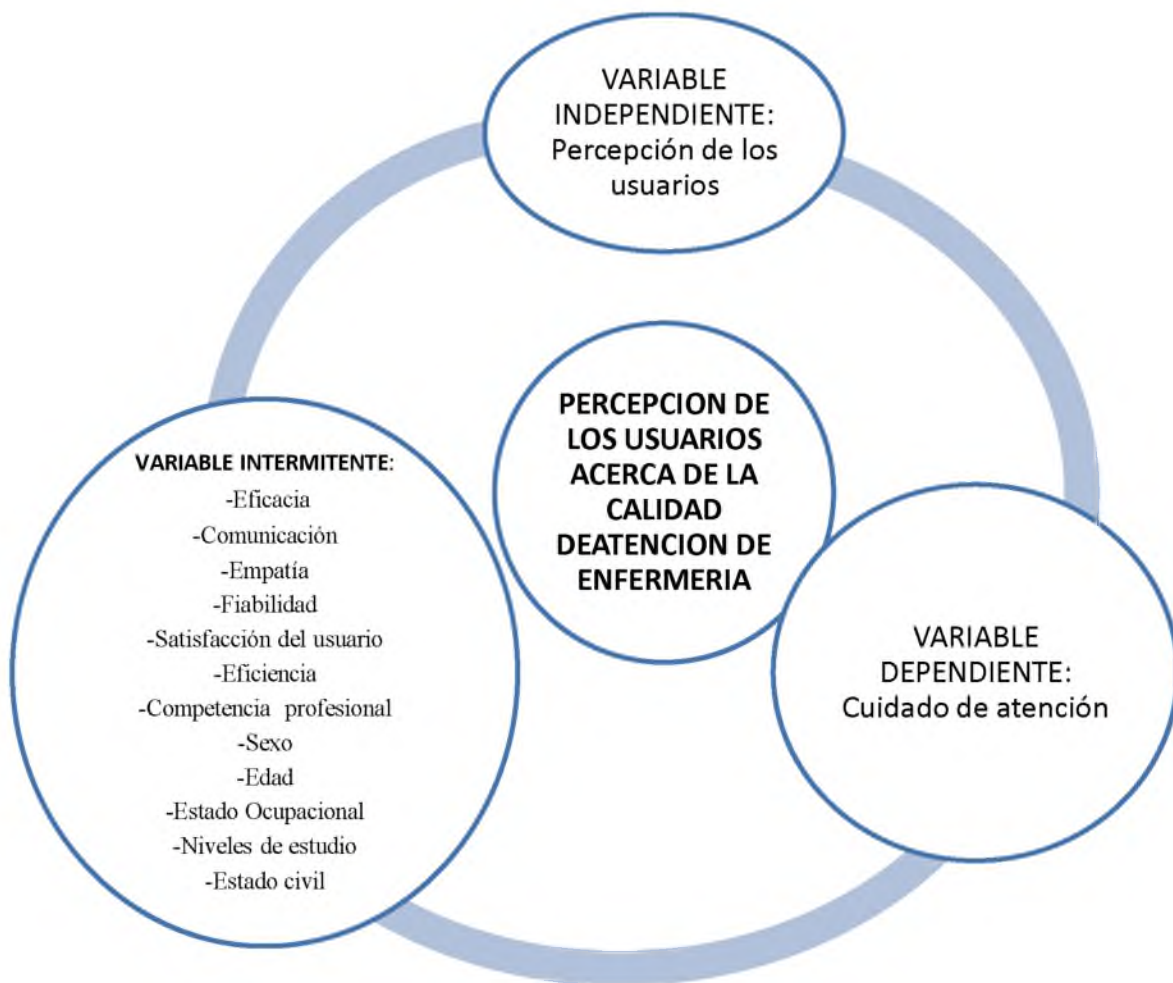 VARIABLE
INDEPENDIENTE:
Percepción de los
usuarios
PERCEPCION DE
LOS USUARIOS
ACERCA DE LA
CALIDAD
DEATENCION DE
ENFERMERIA
VARIABLE INTERMITENTE:
-Eficacia
-Comunicación
-Empatía
-Fiabilidad
-Satisfacción del usuario
-Eficiencia
-Competencia profesional
-Sexo
-Edad
-Estado Ocupacional
-Niveles de estudio
-Estado civil
VARIABLE
DEPENDIENTE:
Cuidado de atención